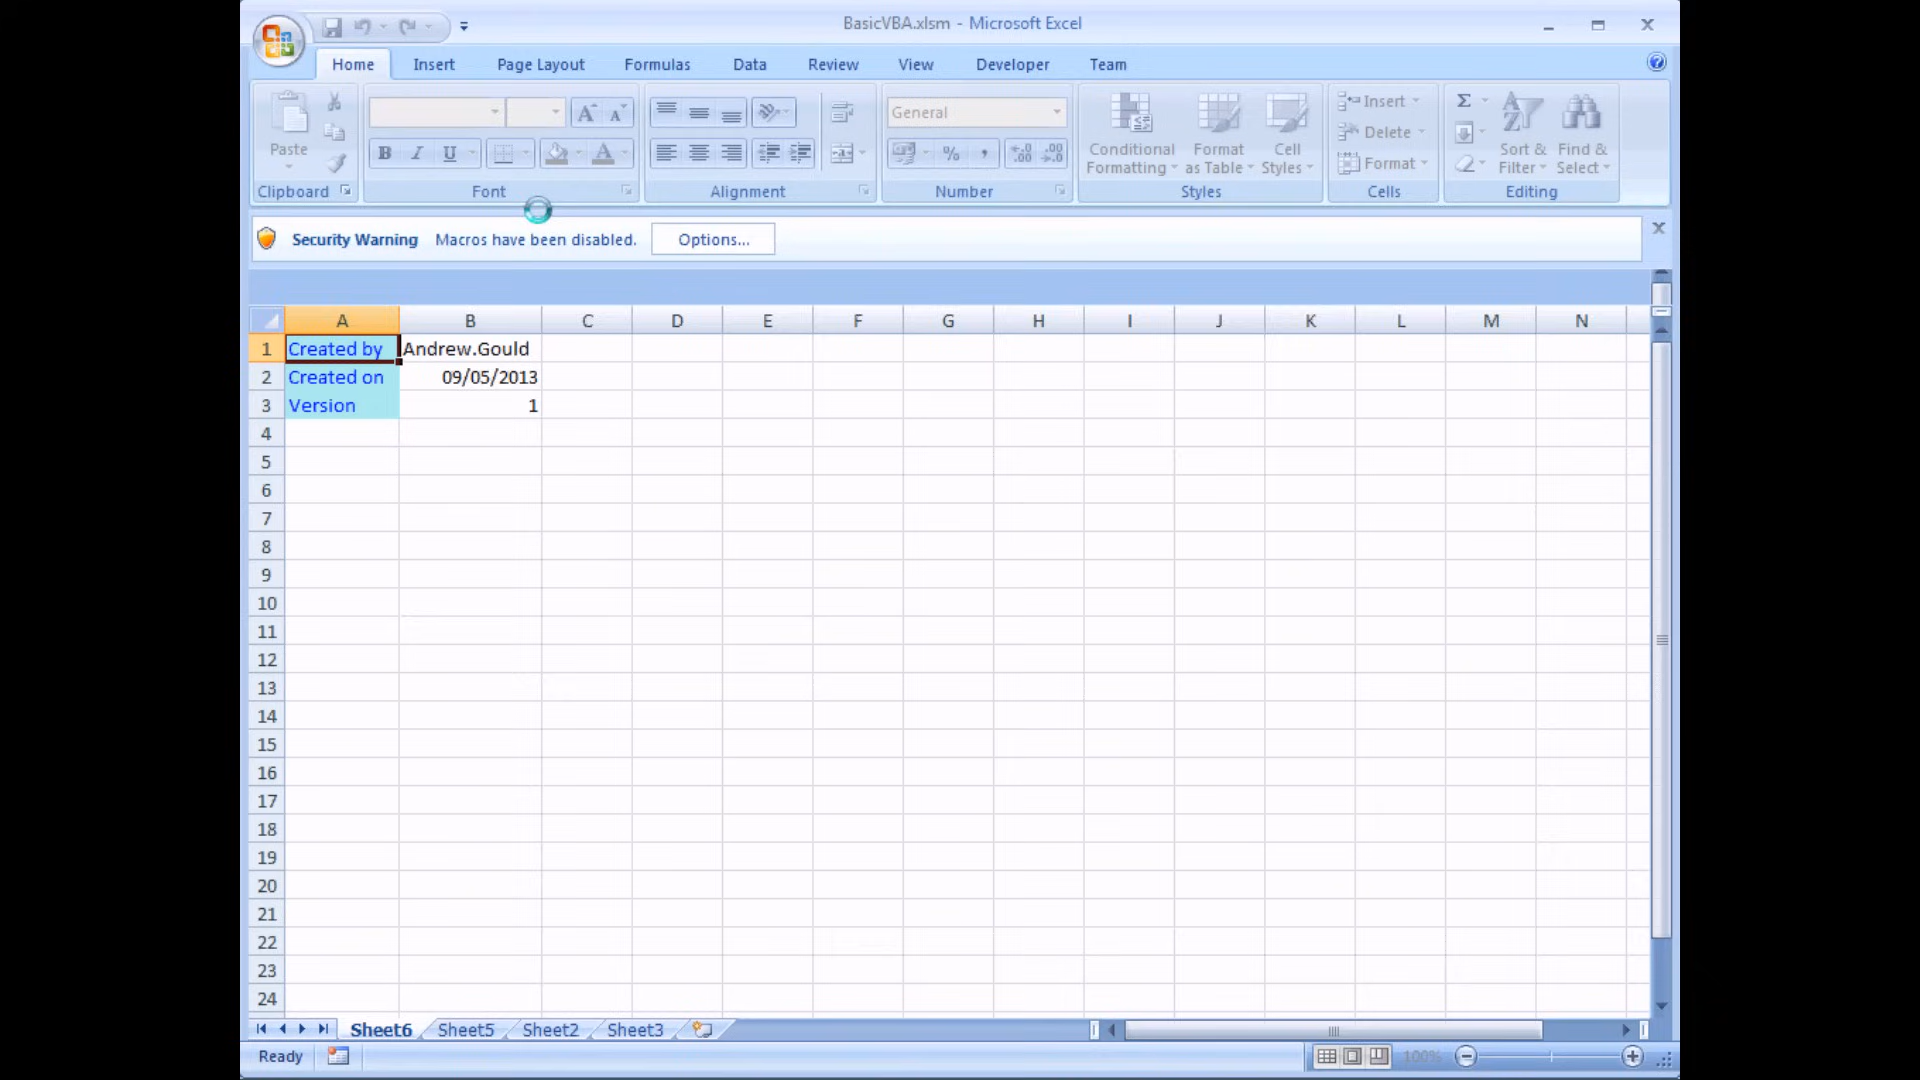 BasicVBA.xlsm - Microsoft Excel
Home Insert Page Layout Formulas Data Review View Developer Team
Paste
Clipboard
B I U A
Font
Alignment
General
% ,
Number
Conditional Formatting
Format as Table
Cell Styles
Styles
Insert
Delete
Format
Cells
Σ
Sort & Filter
Find & Select
Editing
Security Warning Macros have been disabled. Options...
A B C D E F G H I J K L M N
1 Created by Andrew.Gould
2 Created on 09/05/2013
3 Version 1
4
5
6
7
8
9
10
11
12
13
14
15
16
17
18
19
20
21
22
23
24
Sheet6 Sheet5 Sheet2 Sheet3
Ready 100%